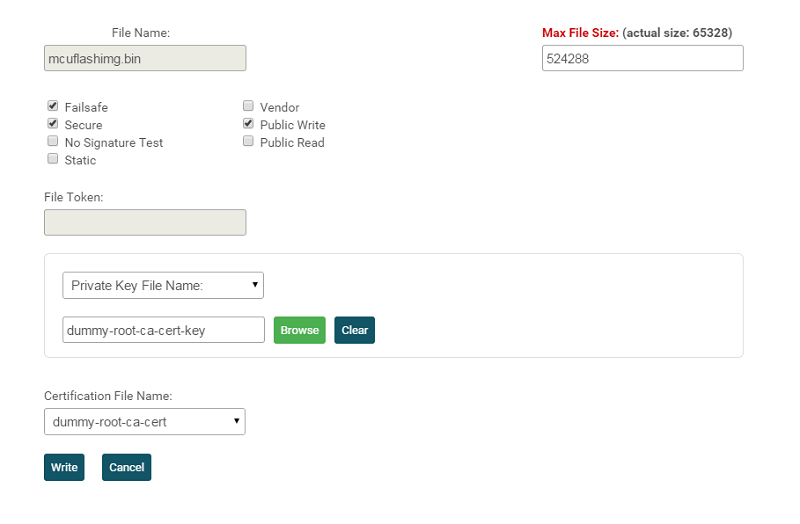 File Name:
Max File Size: (actual size: 65328)
mcuflashimg.bin
524288
Failsafe
Vendor
Secure
Public Write
No Signature Test
Public Read
Static
File Token:
Private Key File Name:
dummy-root-ca-cert-key
Browse
Clear
Certification File Name:
dummy-root-ca-cert
Write
Cancel